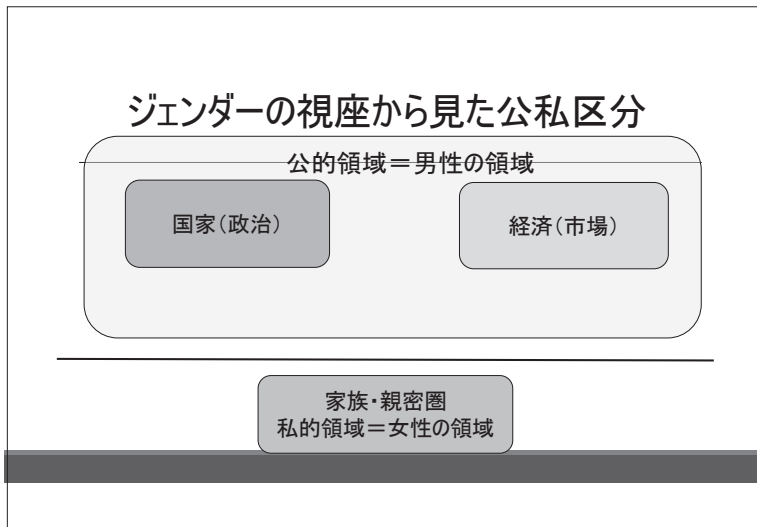 ジェンダーの視座から見た公私区分
公的領域＝男性の領域
国家（政治）
経済（市場）
家族・親密圏
私的領域＝女性の領域